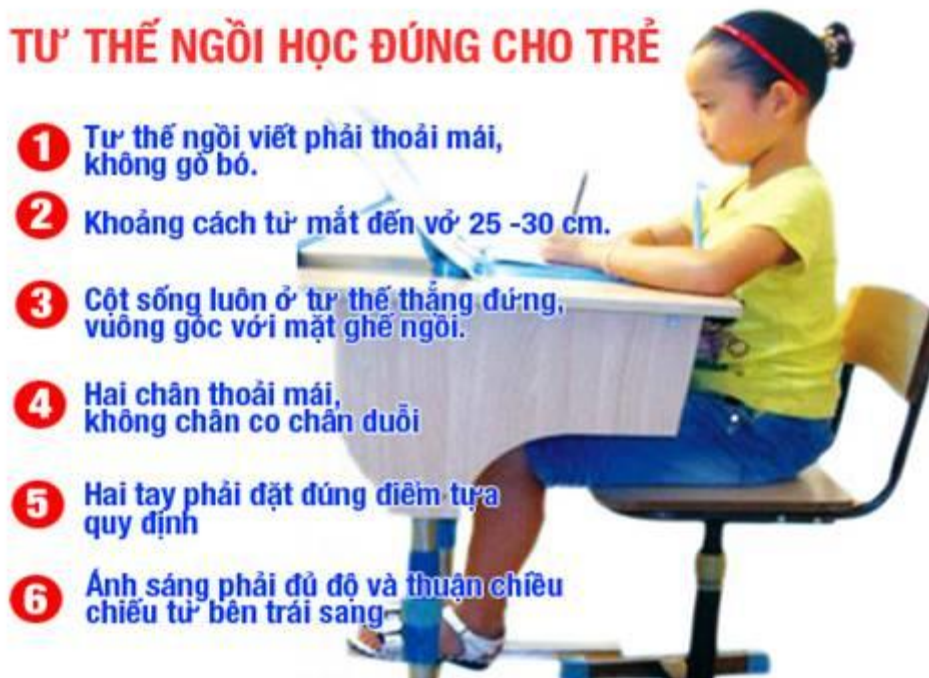 TƯ THẾ NGỒI HỌC ĐÚNG CHO TRẺ
1 Tư thế ngồi viết phải thoải mái,
không gò bó.
2 Khoảng cách từ mắt đến vở 25 -30 cm.
3 Cột sống luôn ở tư thế thẳng đứng,
vuông góc với mặt ghế ngồi.
4 Hai chân thoải mái,
không chân co chân duỗi
5 Hai tay phải đặt đúng điểm tựa
quy định
6 Ánh sáng phải đủ độ và thuận chiều
chiếu từ bên trái sang